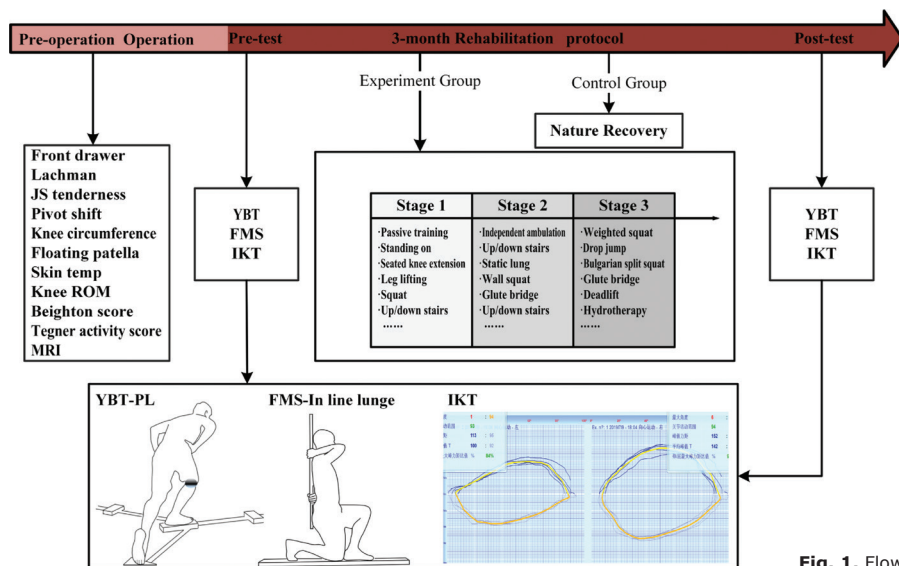 Pre-operation Operation
Pre-test
3-month Rehabilitation protocol
Post-test
Experiment Group
Control Group
Nature Recovery
Front drawer
Lachman
JS tenderness
Pivot shift
Knee circumference
Floating patella
Skin temp
Knee ROM
Beighton score
Tegner activity score
MRI
YBT
FMS
IKT
Stage 1
·Passive training
·Standing on
·Seated knee extension
·Leg lifting
·Squat
·Up/down stairs
……
Stage 2
·Independent ambulation
·Up/down stairs
·Static lung
·Wall squat
·Glute bridge
·Up/down stairs
……
Stage 3
·Weighted squat
·Drop jump
·Bulgarian split squat
·Glute bridge
·Deadlift
·Hydrotherapy
……
YBT
FMS
IKT
YBT-PL
FMS-In line lunge
IKT
Fig. 1. Flow